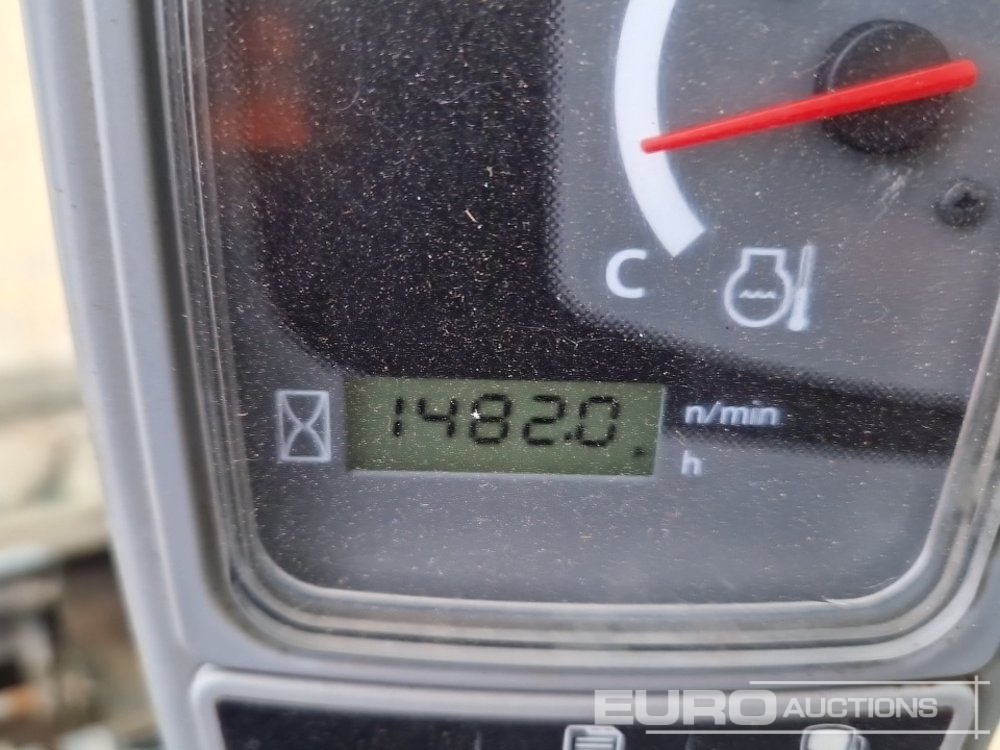 C
1482.0 n/min
h
EURO AUCTIONS